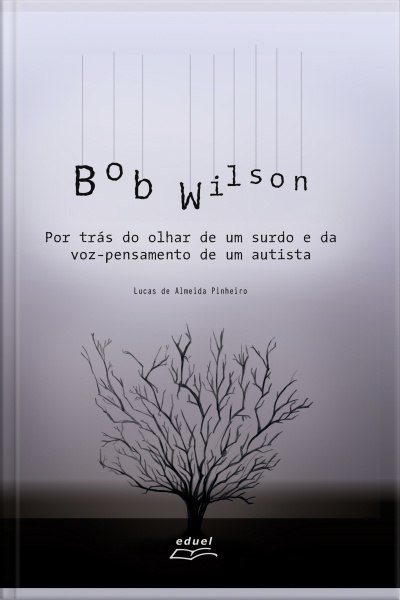 Bob Wilson
Por trás do olhar de um surdo e da
voz-pensamento de um autista
Lucas de Almeida Pinheiro
eduel